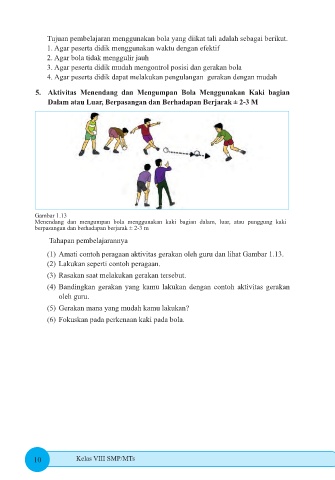 Tujuan pembelajaran menggunakan bola yang diikat tali adalah sebagai berikut.
1. Agar peserta didik menggunakan waktu dengan efektif
2. Agar bola tidak menggulir jauh
3. Agar peserta didik mudah mengontrol posisi dan gerakan bola
4. Agar peserta didik dapat melakukan pengulangan gerakan dengan mudah
5. Aktivitas Menendang dan Mengumpan Bola Menggunakan Kaki bagian
Dalam atau Luar, Berpasangan dan Berhadapan Berjarak ± 2-3 M
Gambar 1.13
Menendang dan mengumpan bola menggunakan kaki bagian dalam, luar, atau punggung kaki
berpasangan dan berhadapan berjarak ± 2-3 m
Tahapan pembelajarannya
(1) Amati contoh peragaan aktivitas gerakan oleh guru dan lihat Gambar 1.13.
(2) Lakukan seperti contoh peragaan.
(3) Rasakan saat melakukan gerakan tersebut.
(4) Bandingkan gerakan yang kamu lakukan dengan contoh aktivitas gerakan
oleh guru.
(5) Gerakan mana yang mudah kamu lakukan?
(6) Fokuskan pada perkenaan kaki pada bola.
10 Kelas VIII SMP/MTs